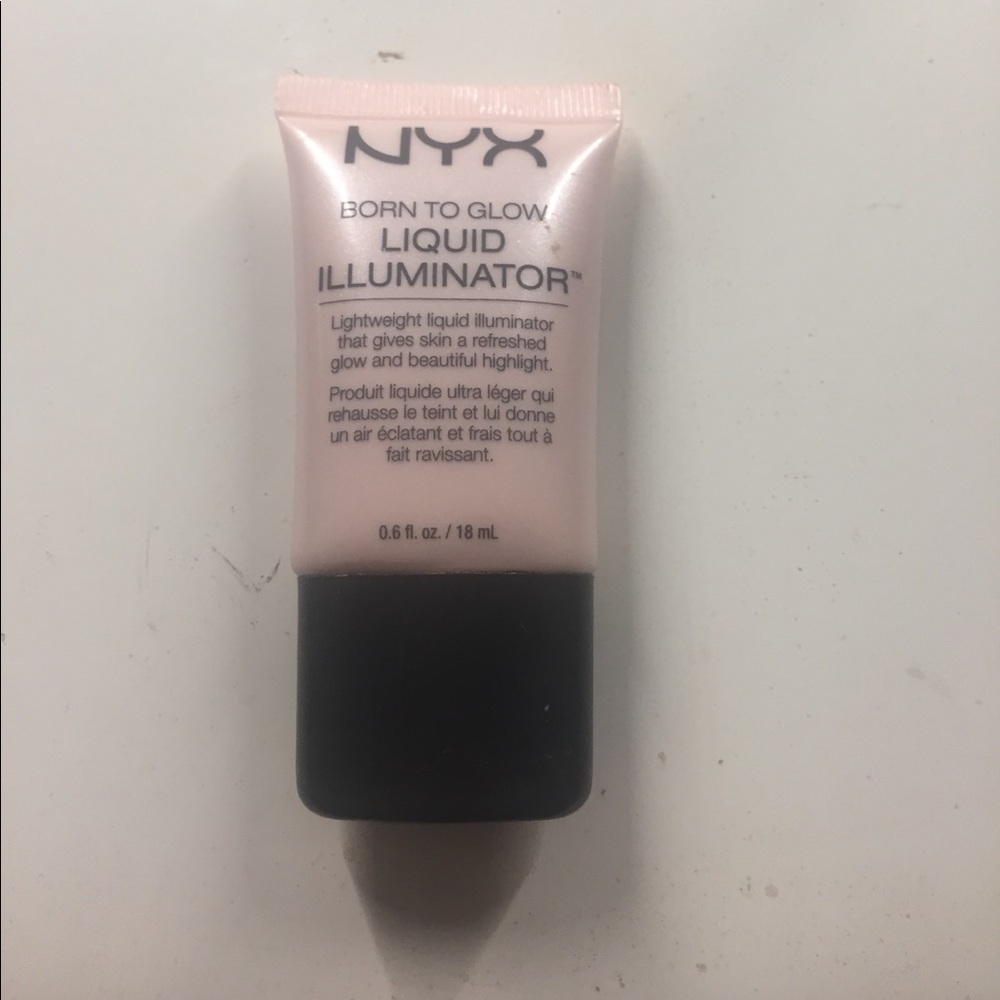 NYX
BORN TO GLOW
LIQUID
ILLUMINATOR™
Lightweight liquid illuminator
that gives skin a refreshed
glow and beautiful highlight.
Produit liquide ultra léger qui
rehausse le teint et lui donne
un air éclatant et frais tout à
fait ravissant.
0.6 fl. oz. / 18 mL